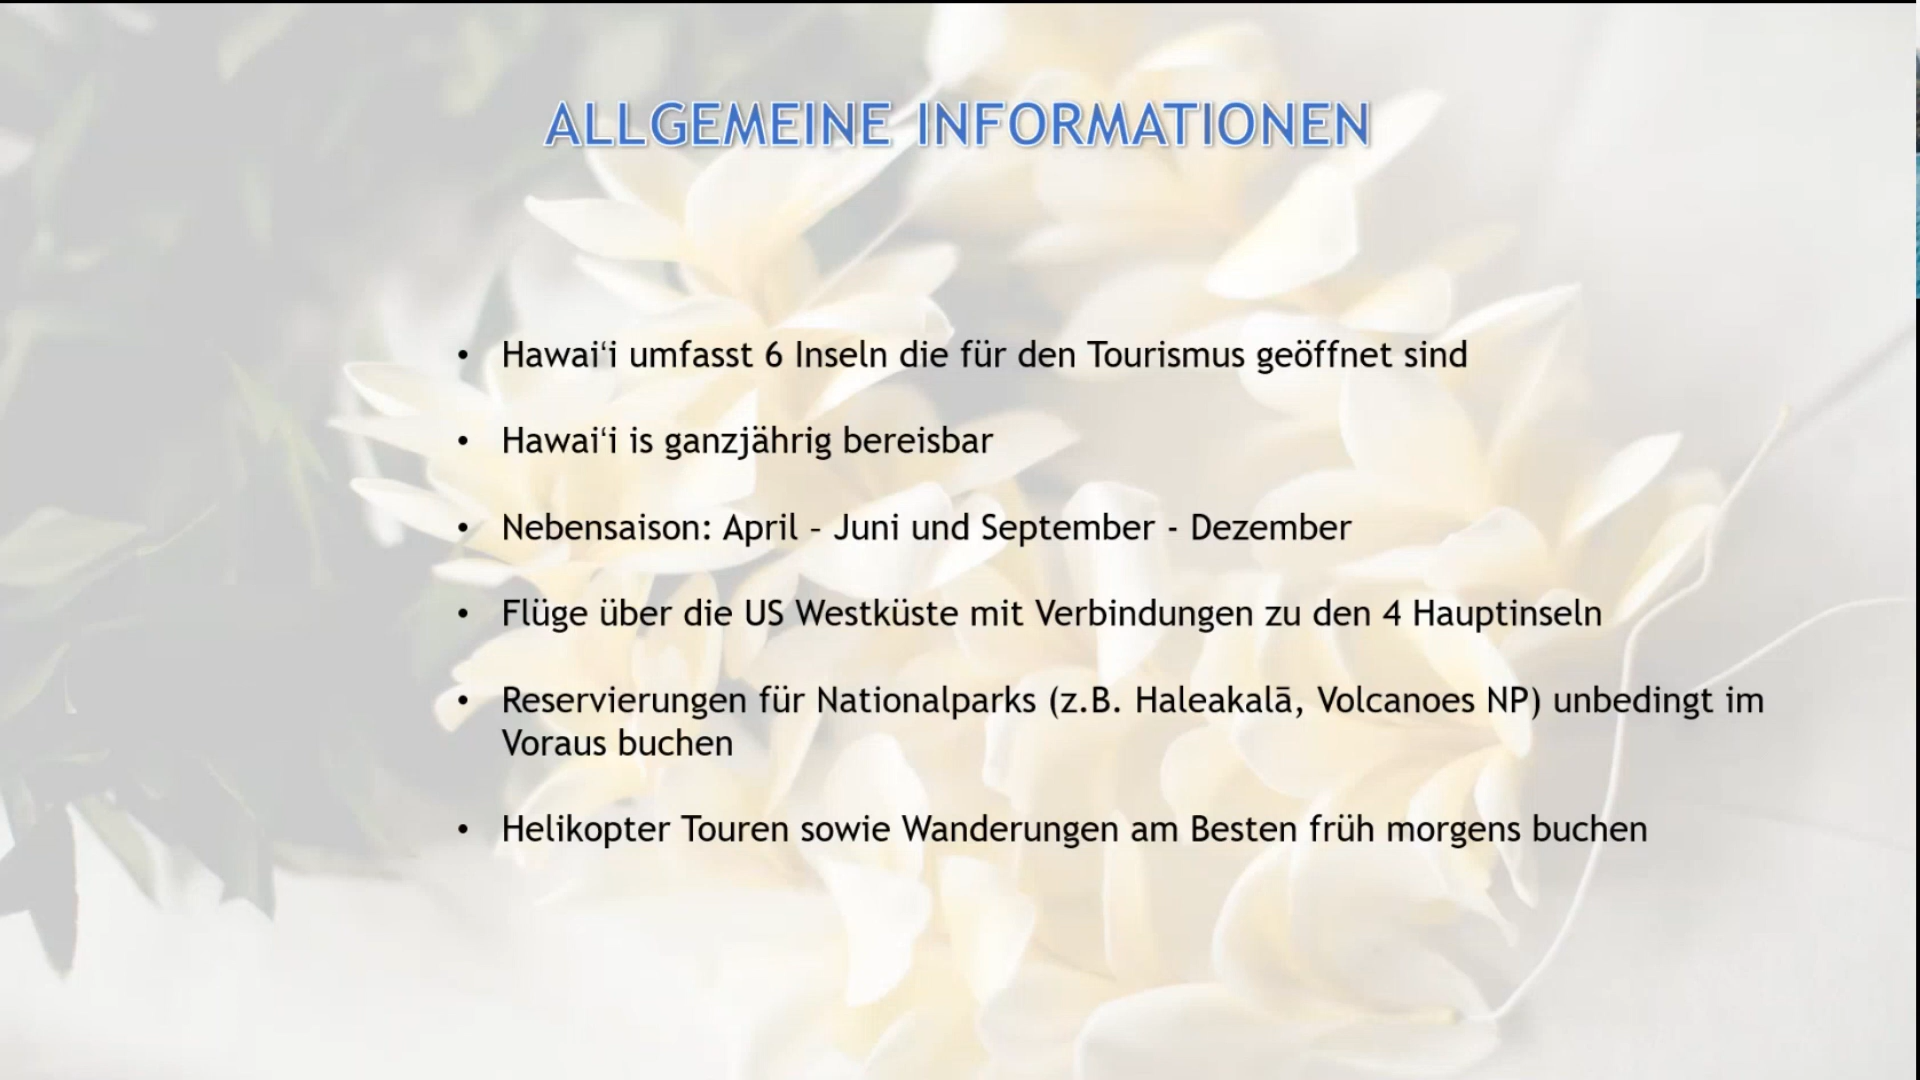 ALLGEMEINE INFORMATIONEN
• Hawaiʻi umfasst 6 Inseln die für den Tourismus geöffnet sind
• Hawaiʻi is ganzjährig bereisbar
• Nebensaison: April – Juni und September - Dezember
• Flüge über die US Westküste mit Verbindungen zu den 4 Hauptinseln
• Reservierungen für Nationalparks (z.B. Haleakalā, Volcanoes NP) unbedingt im
Voraus buchen
• Helikopter Touren sowie Wanderungen am Besten früh morgens buchen